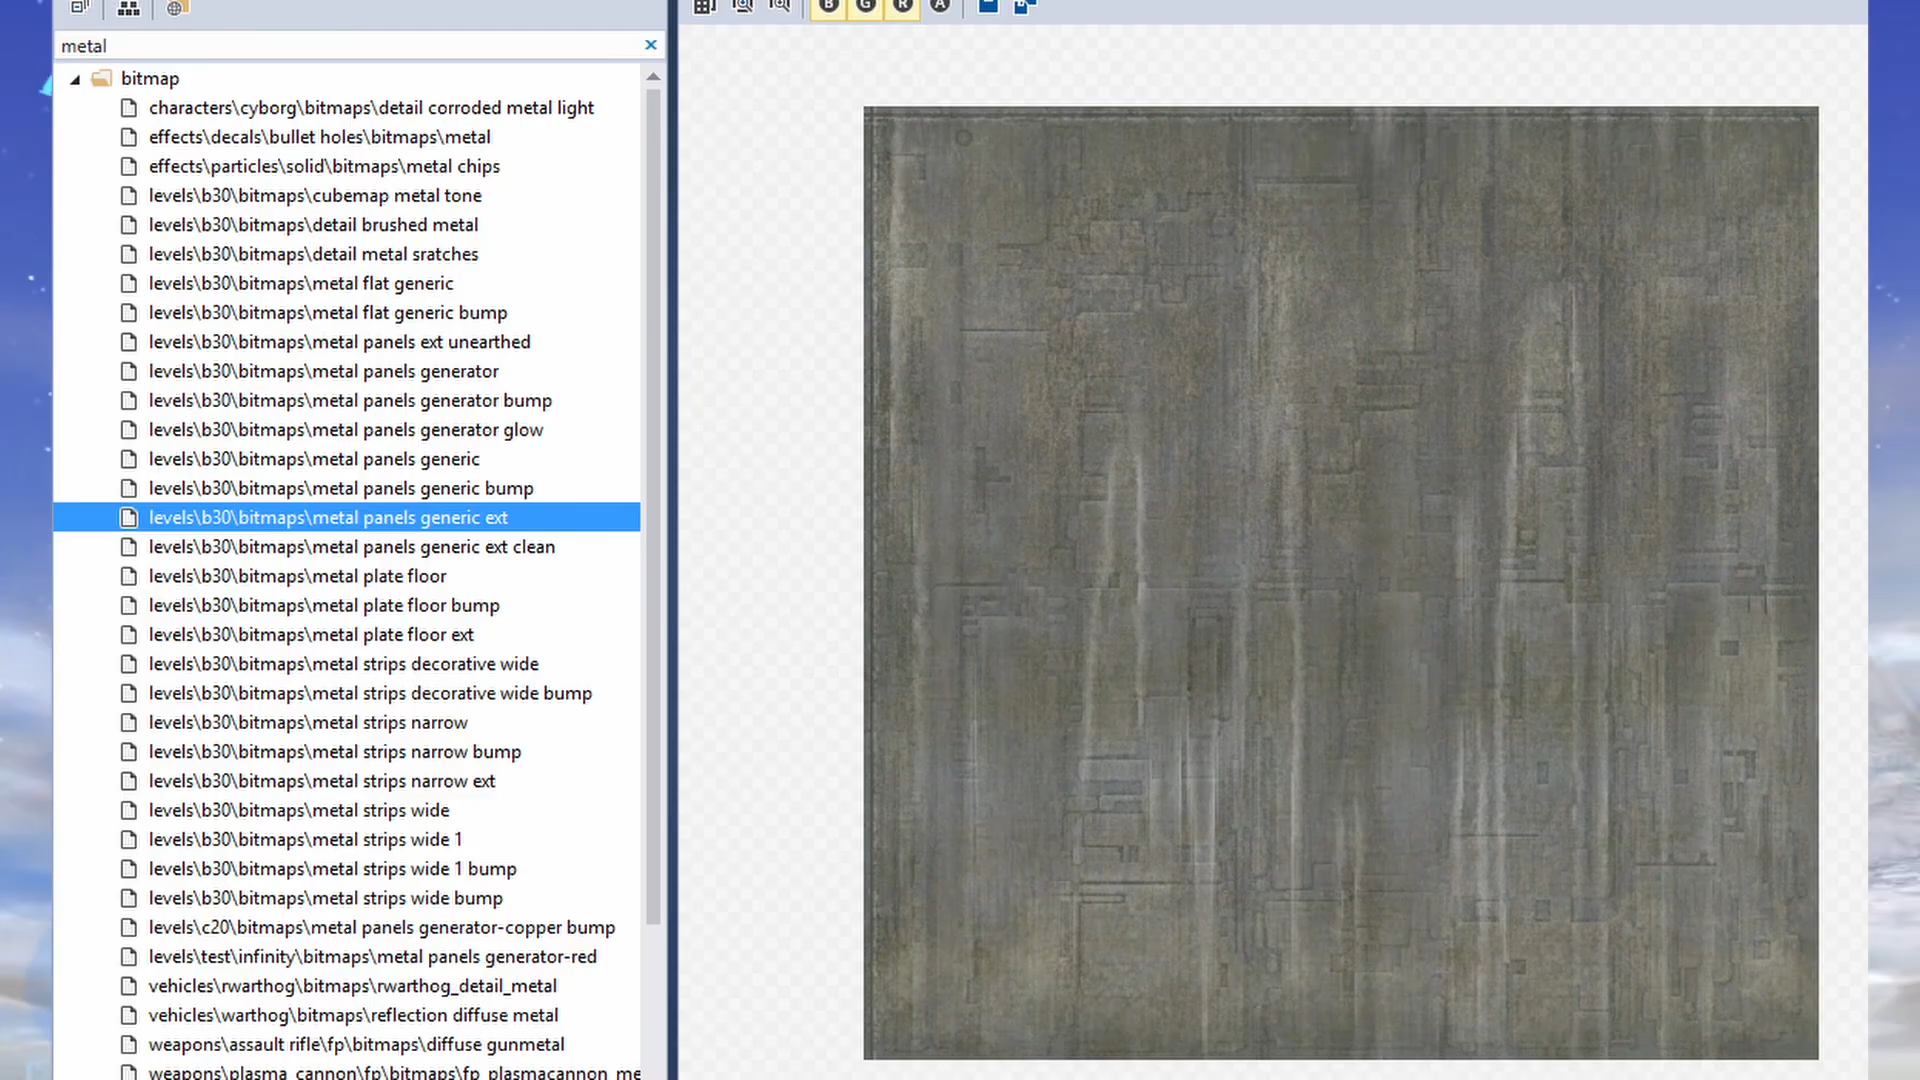 B G R A
metal
bitmap
characters\cyborg\bitmaps\detail corroded metal light
effects\decals\bullet holes\bitmaps\metal
effects\particles\solid\bitmaps\metal chips
levels\b30\bitmaps\cubemap metal tone
levels\b30\bitmaps\detail brushed metal
levels\b30\bitmaps\detail metal sratches
levels\b30\bitmaps\metal flat generic
levels\b30\bitmaps\metal flat generic bump
levels\b30\bitmaps\metal panels ext unearthed
levels\b30\bitmaps\metal panels generator
levels\b30\bitmaps\metal panels generator bump
levels\b30\bitmaps\metal panels generator glow
levels\b30\bitmaps\metal panels generic
levels\b30\bitmaps\metal panels generic bump
levels\b30\bitmaps\metal panels generic ext
levels\b30\bitmaps\metal panels generic ext clean
levels\b30\bitmaps\metal plate floor
levels\b30\bitmaps\metal plate floor bump
levels\b30\bitmaps\metal plate floor ext
levels\b30\bitmaps\metal strips decorative wide
levels\b30\bitmaps\metal strips decorative wide bump
levels\b30\bitmaps\metal strips narrow
levels\b30\bitmaps\metal strips narrow bump
levels\b30\bitmaps\metal strips narrow ext
levels\b30\bitmaps\metal strips wide
levels\b30\bitmaps\metal strips wide 1
levels\b30\bitmaps\metal strips wide 1 bump
levels\b30\bitmaps\metal strips wide bump
levels\c20\bitmaps\metal panels generator-copper bump
levels\test\infinity\bitmaps\metal panels generator-red
vehicles\rwarthog\bitmaps\rwarthog_detail_metal
vehicles\warthog\bitmaps\reflection diffuse metal
weapons\assault rifle\fp\bitmaps\diffuse gunmetal
weapons\plasma_cannon\fp\bitmaps\fp_plasmacannon_me